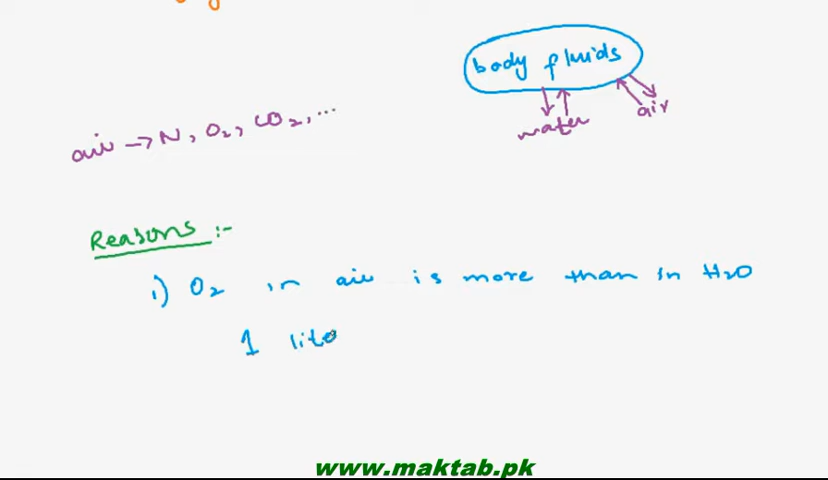 body fluids
water
air
air → N, O2, CO2, ...
Reasons :-
1) O2 in air is more than in H2O
1 lite
www.maktab.pk